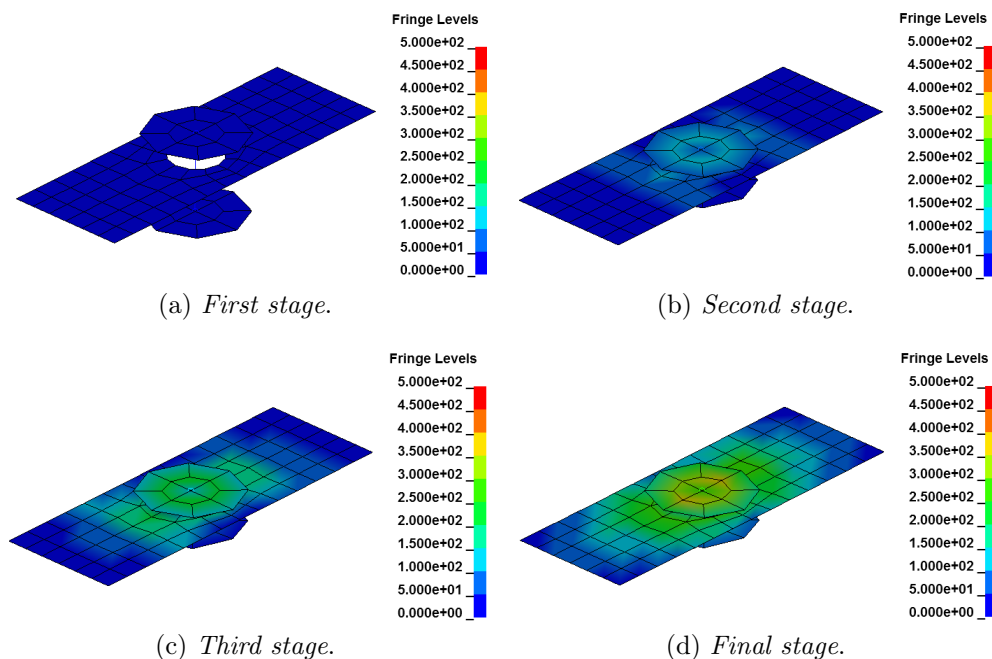 Fringe Levels
5.000e+02
4.500e+02
4.000e+02
3.500e+02
3.000e+02
2.500e+02
2.000e+02
1.500e+02
1.000e+02
5.000e+01
0.000e+00
(a) First stage.
Fringe Levels
5.000e+02
4.500e+02
4.000e+02
3.500e+02
3.000e+02
2.500e+02
2.000e+02
1.500e+02
1.000e+02
5.000e+01
0.000e+00
(b) Second stage.
Fringe Levels
5.000e+02
4.500e+02
4.000e+02
3.500e+02
3.000e+02
2.500e+02
2.000e+02
1.500e+02
1.000e+02
5.000e+01
0.000e+00
(c) Third stage.
Fringe Levels
5.000e+02
4.500e+02
4.000e+02
3.500e+02
3.000e+02
2.500e+02
2.000e+02
1.500e+02
1.000e+02
5.000e+01
0.000e+00
(d) Final stage.